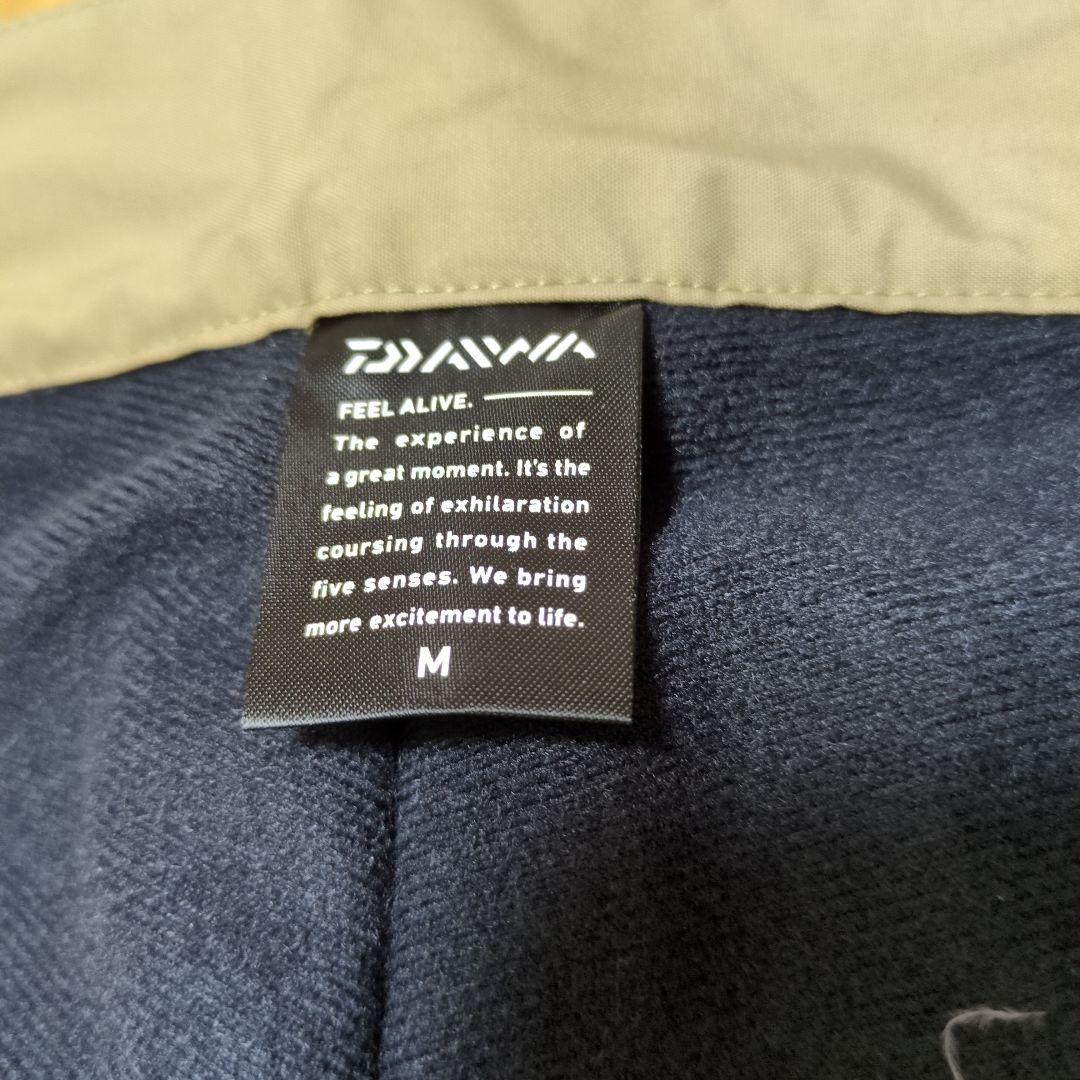 DAIWA
FEEL ALIVE.
The experience of
a great moment. It's the
feeling of exhilaration
coursing through the
five senses. We bring
more excitement to life.
M